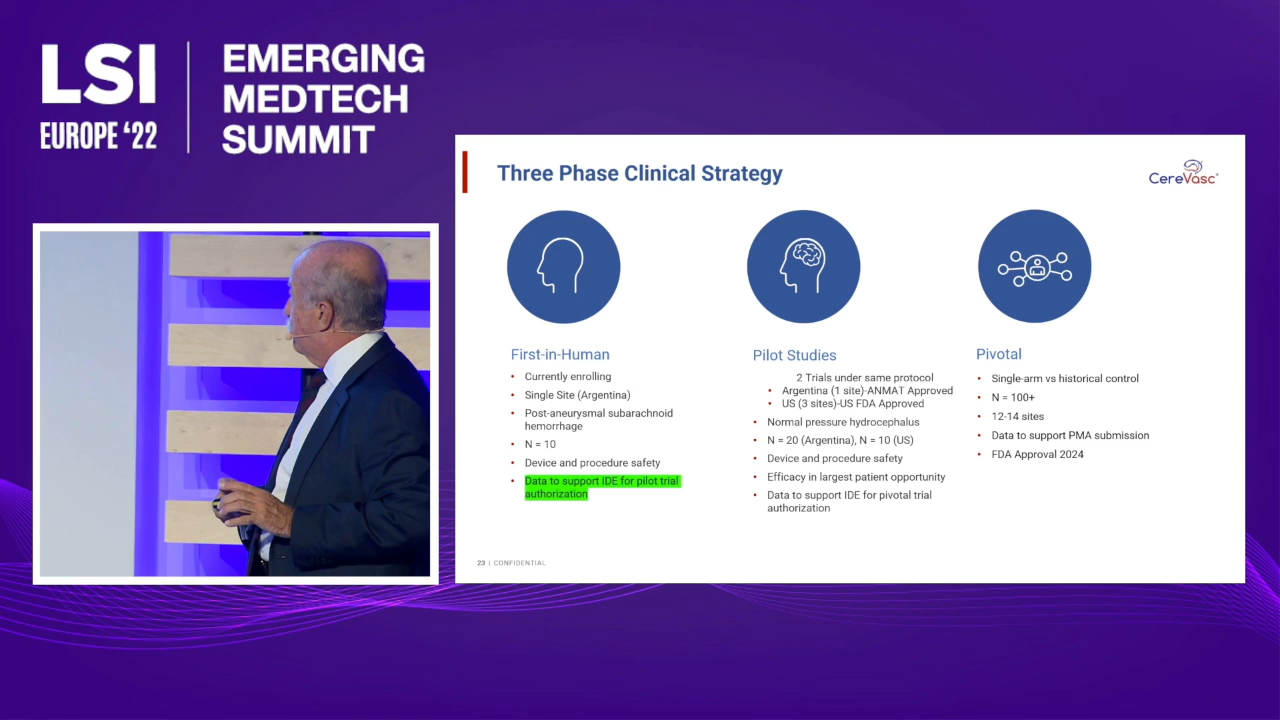 LSI
EUROPE ‘22
EMERGING
MEDTECH
SUMMIT
Three Phase Clinical Strategy
CereVasc®
First-in-Human
• Currently enrolling
• Single Site (Argentina)
• Post-aneurysmal subarachnoid
hemorrhage
• N = 10
• Device and procedure safety
• Data to support IDE for pilot trial
authorization
Pilot Studies
2 Trials under same protocol
• Argentina (1 site)-ANMAT Approved
• US (3 sites)-US FDA Approved
• Normal pressure hydrocephalus
• N = 20 (Argentina), N = 10 (US)
• Device and procedure safety
• Efficacy in largest patient opportunity
• Data to support IDE for pivotal trial
authorization
Pivotal
• Single-arm vs historical control
• N = 100+
• 12-14 sites
• Data to support PMA submission
• FDA Approval 2024
23 | CONFIDENTIAL